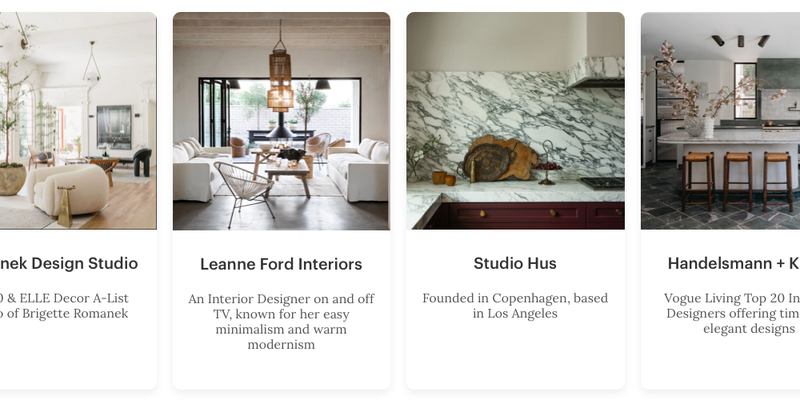 nek Design Studio
0 & ELLE Decor A-List
o of Brigette Romanek
Leanne Ford Interiors
An Interior Designer on and off
TV, known for her easy
minimalism and warm
modernism
Studio Hus
Founded in Copenhagen, based
in Los Angeles
Handelsmann + K
Vogue Living Top 20 In
Designers offering tim
elegant designs